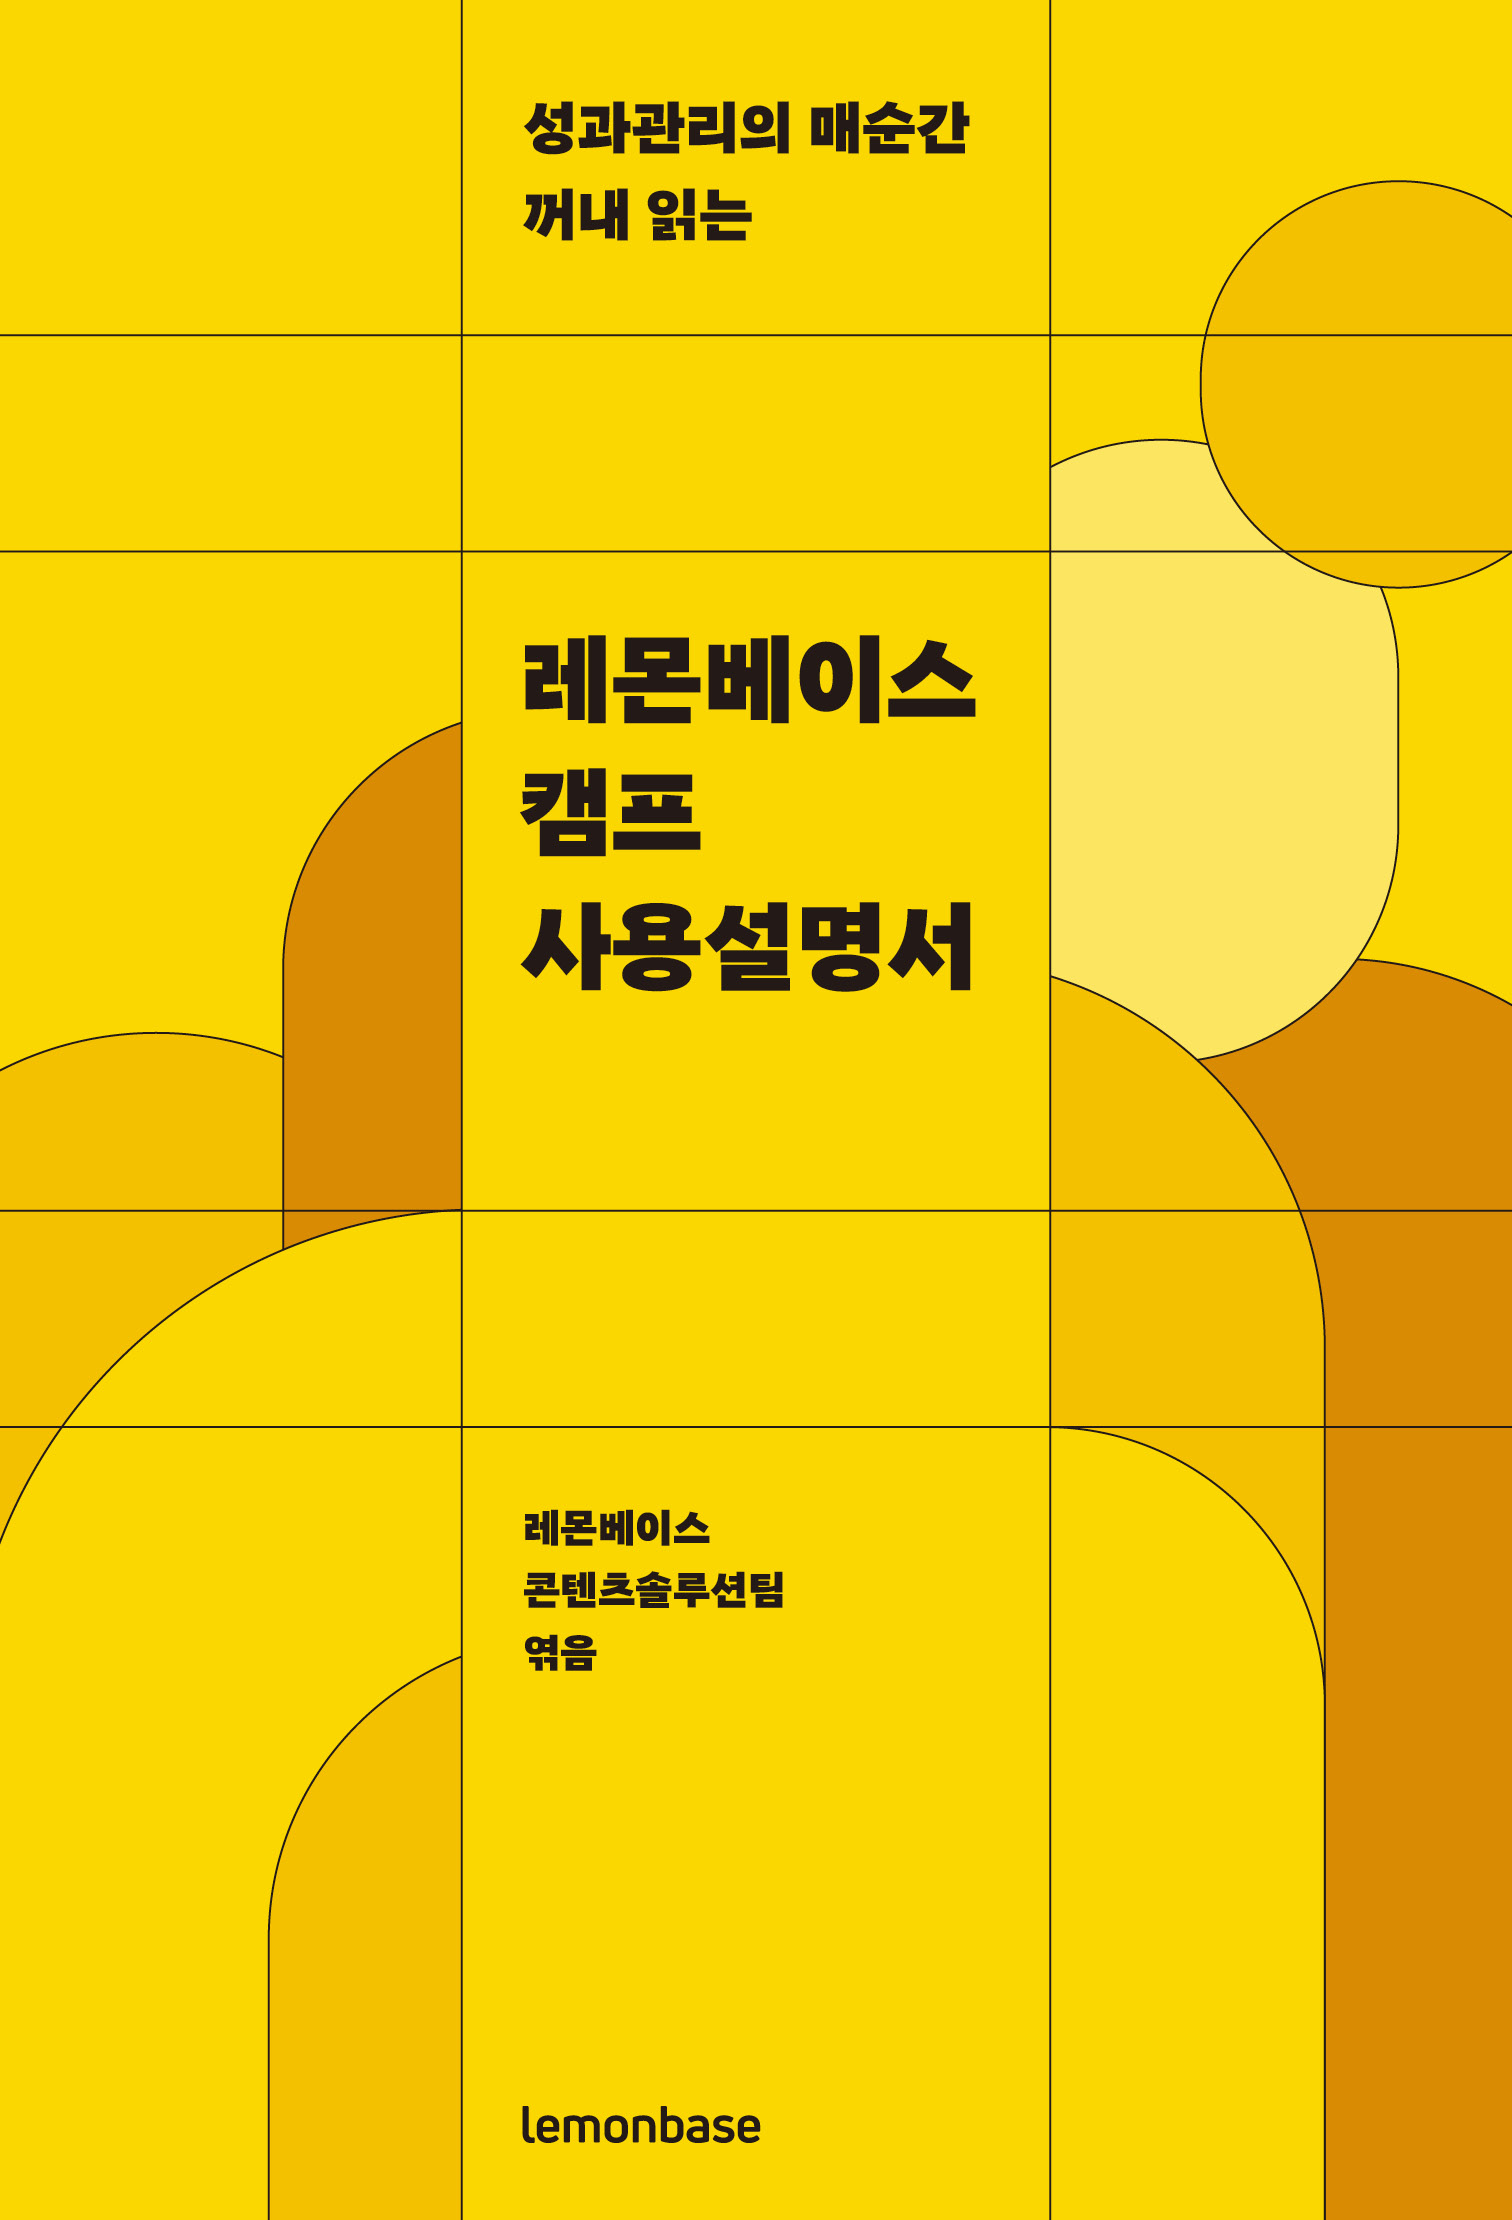 성과관리의 매순간
꺼내 읽는
레몬베이스
캠프
사용설명서
레몬베이스
콘텐츠솔루션팀
엮음
lemonbase